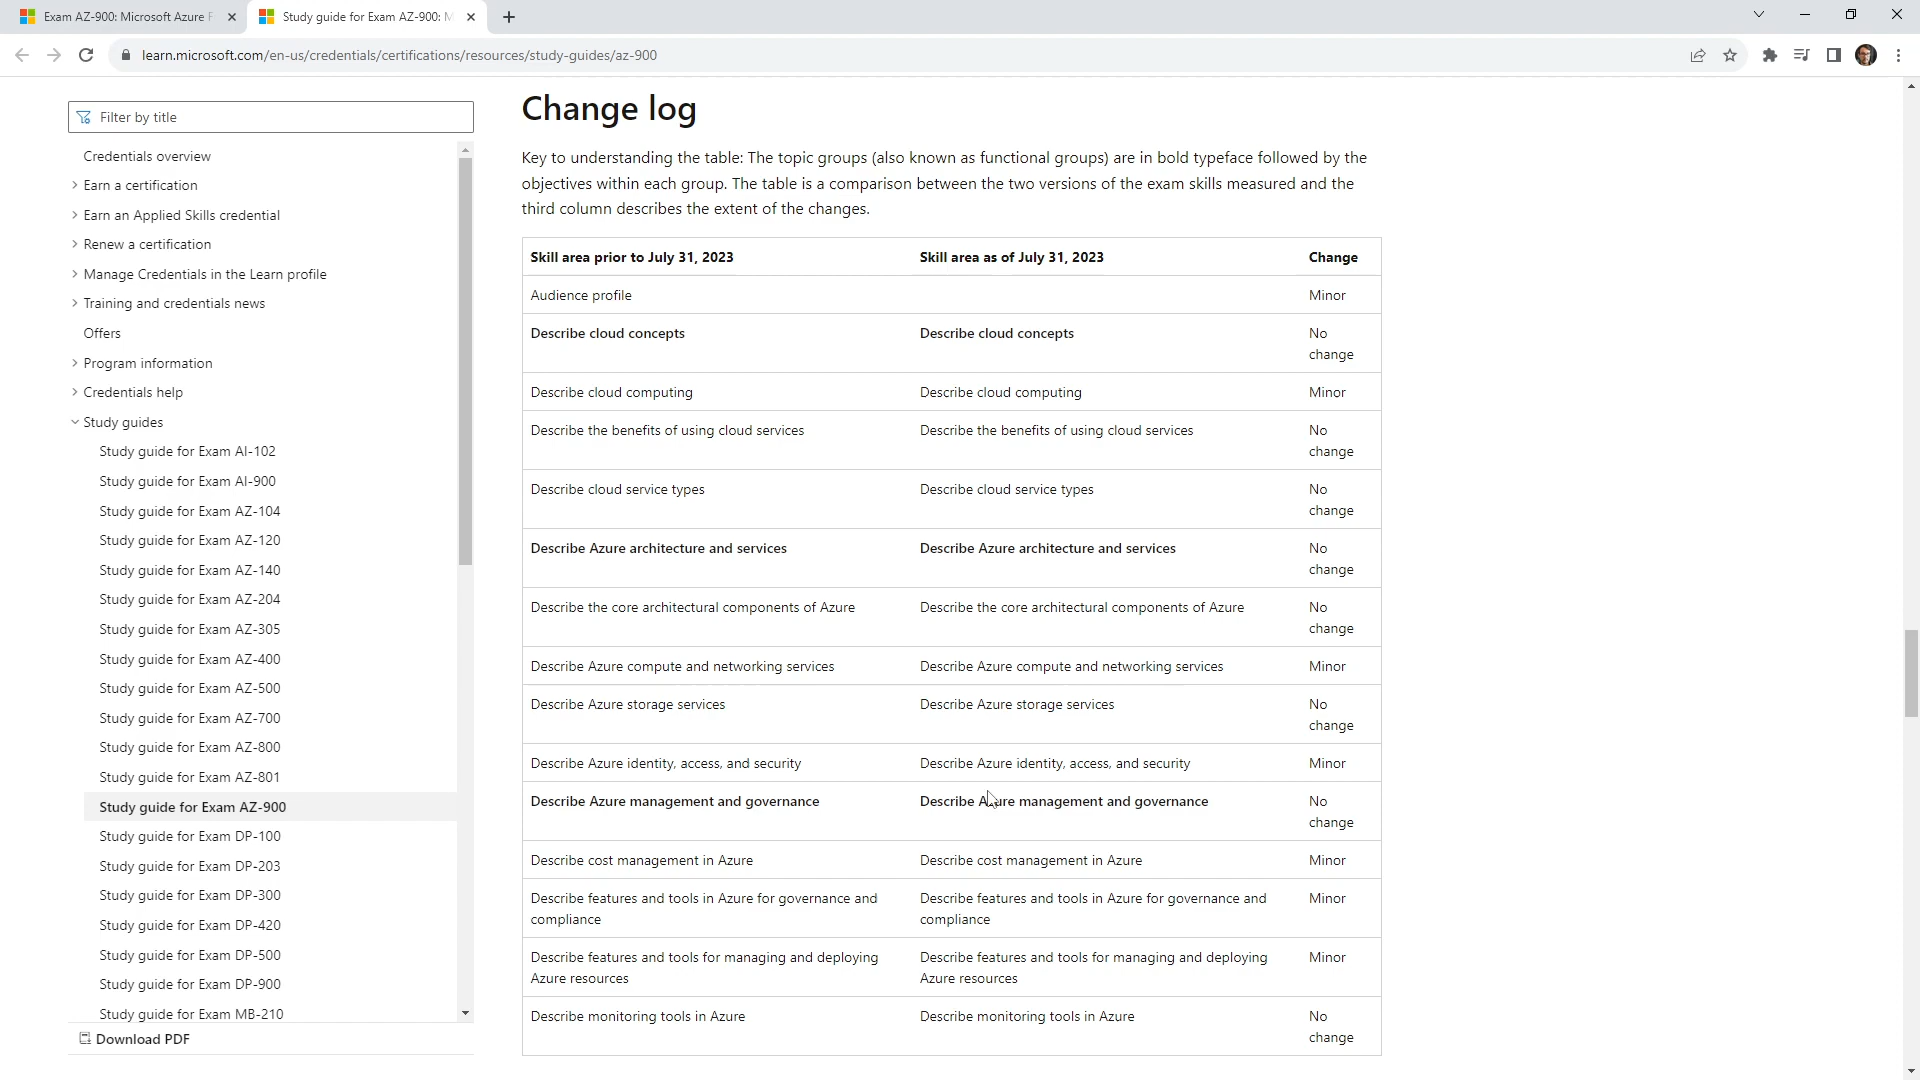 Exam AZ-900: Microsoft Azure F
Study guide for Exam AZ-900: M
learn.microsoft.com/en-us/credentials/certifications/resources/study-guides/az-900
Filter by title
Credentials overview
Earn a certification
Earn an Applied Skills credential
Renew a certification
Manage Credentials in the Learn profile
Training and credentials news
Offers
Program information
Credentials help
Study guides
Study guide for Exam AI-102
Study guide for Exam AI-900
Study guide for Exam AZ-104
Study guide for Exam AZ-120
Study guide for Exam AZ-140
Study guide for Exam AZ-204
Study guide for Exam AZ-305
Study guide for Exam AZ-400
Study guide for Exam AZ-500
Study guide for Exam AZ-700
Study guide for Exam AZ-800
Study guide for Exam AZ-801
Study guide for Exam AZ-900
Study guide for Exam DP-100
Study guide for Exam DP-203
Study guide for Exam DP-300
Study guide for Exam DP-420
Study guide for Exam DP-500
Study guide for Exam DP-900
Study guide for Exam MB-210
Download PDF
Change log
Key to understanding the table: The topic groups (also known as functional groups) are in bold typeface followed by the
objectives within each group. The table is a comparison between the two versions of the exam skills measured and the
third column describes the extent of the changes.
Skill area prior to July 31, 2023 Skill area as of July 31, 2023 Change
Audience profile Minor
Describe cloud concepts Describe cloud concepts No
change
Describe cloud computing Describe cloud computing Minor
Describe the benefits of using cloud services Describe the benefits of using cloud services No
change
Describe cloud service types Describe cloud service types No
change
Describe Azure architecture and services Describe Azure architecture and services No
change
Describe the core architectural components of Azure Describe the core architectural components of Azure No
change
Describe Azure compute and networking services Describe Azure compute and networking services Minor
Describe Azure storage services Describe Azure storage services No
change
Describe Azure identity, access, and security Describe Azure identity, access, and security Minor
Describe Azure management and governance Describe Azure management and governance No
change
Describe cost management in Azure Describe cost management in Azure Minor
Describe features and tools in Azure for governance and Describe features and tools in Azure for governance and Minor
compliance compliance
Describe features and tools for managing and deploying Describe features and tools for managing and deploying Minor
Azure resources Azure resources
Describe monitoring tools in Azure Describe monitoring tools in Azure No
change